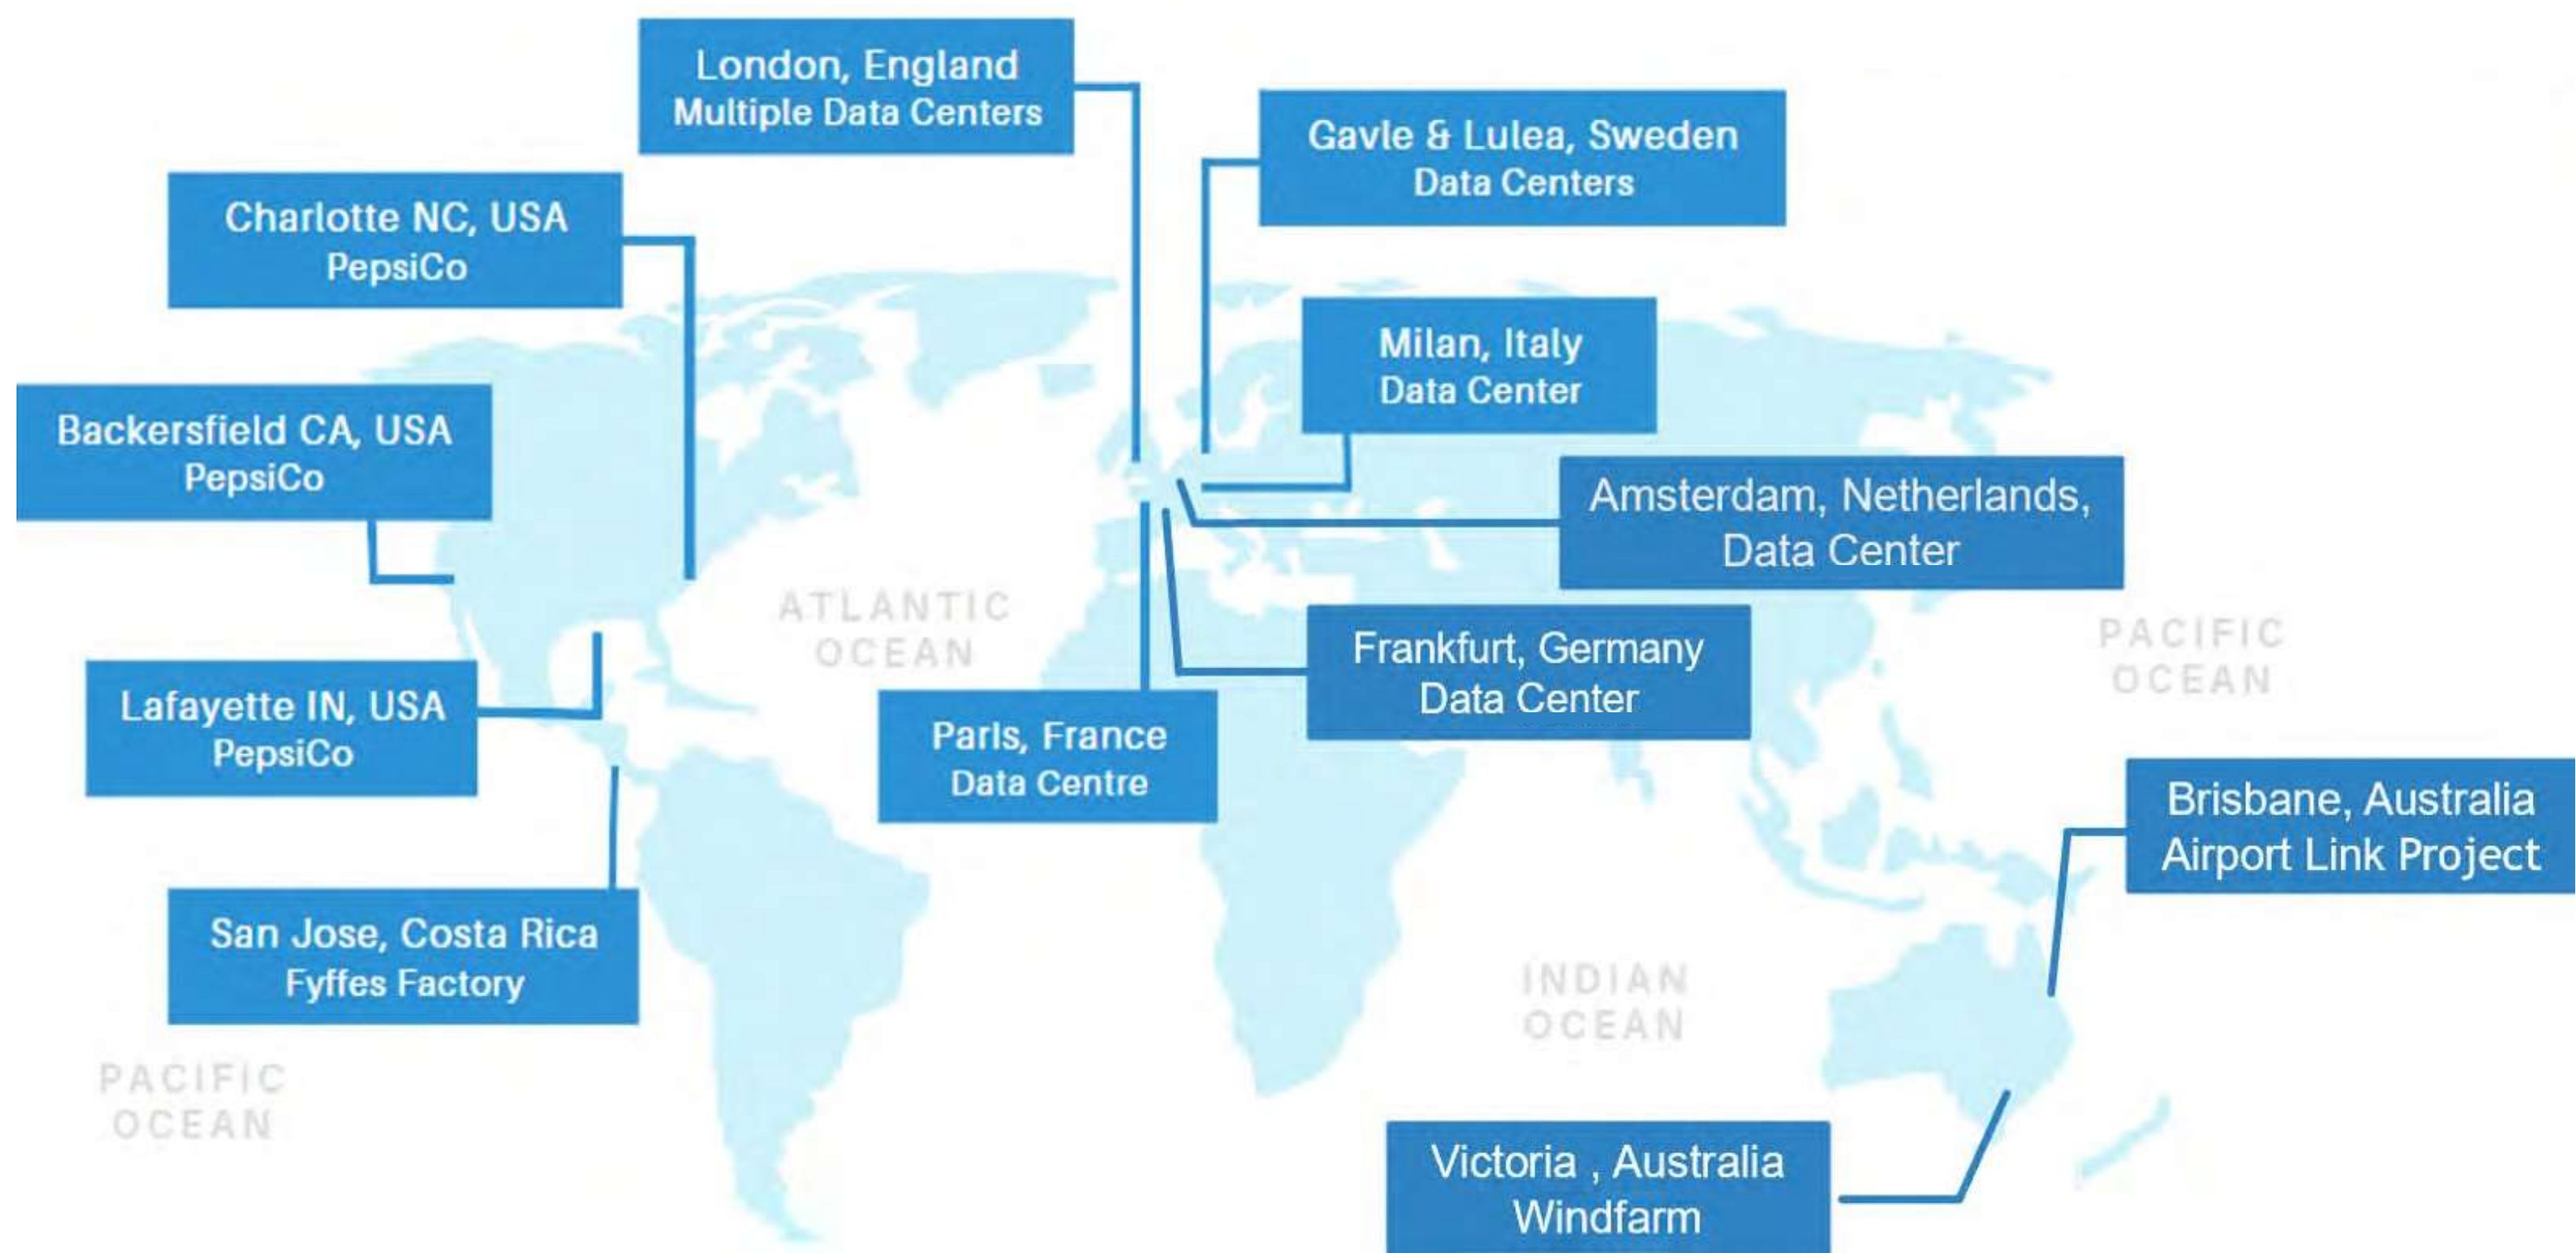 London, England
Multiple Data Centers
Gavle & Lulea, Sweden
Data Centers
Charlotte NC, USA
PepsiCo
Milan, Italy
Data Center
Backersfield CA, USA
PepsiCo
Amsterdam, Netherlands,
Data Center
ATLANTIC
OCEAN
PACIFIC
OCEAN
Frankfurt, Germany
Data Center
Lafayette IN, USA
PepsiCo
ParIs, France
Data Centre
Brisbane, Australia
Airport Link Project
San Jose, Costa Rica
Fyffes Factory
INDIAN
OCEAN
PACIFIC
OCEAN
Victoria , Australia
Windfarm